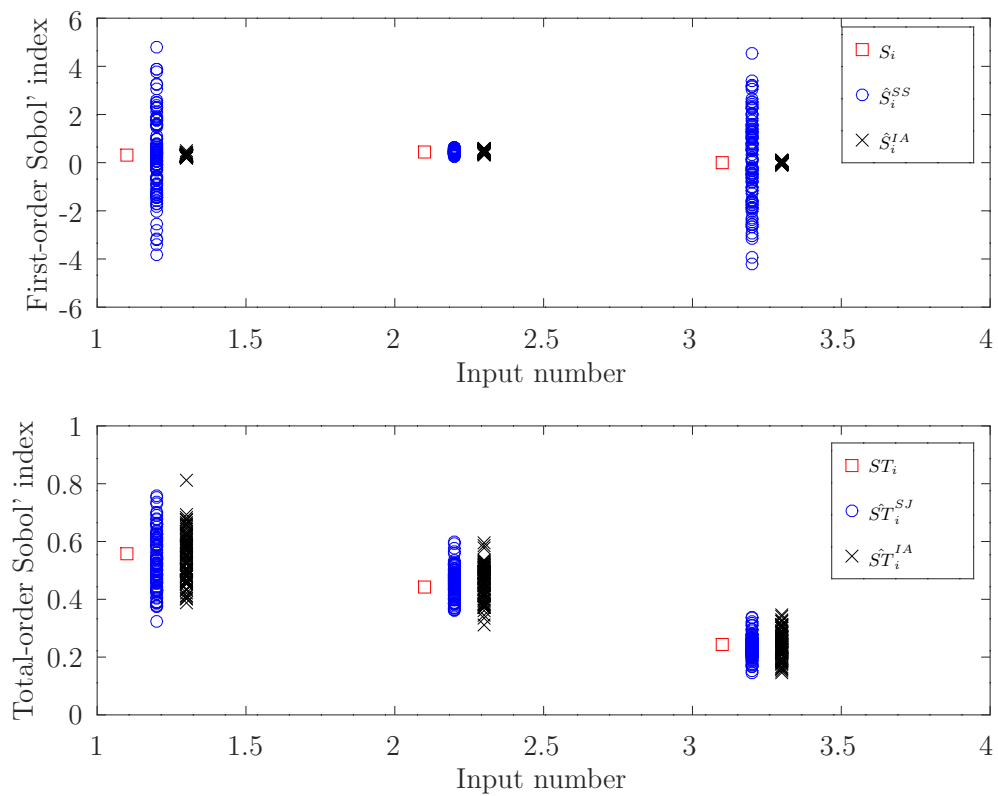 First-order Sobol' index
6
4
2
0
-2
-4
-6
S_i
Ŝ_i^{SS}
Ŝ_i^{IA}
1
1.5
2
2.5
3
3.5
4
Input number
Total-order Sobol' index
1
0.8
0.6
0.4
0.2
0
ST_i
ŜT_i^{SJ}
ŜT_i^{IA}
1
1.5
2
2.5
3
3.5
4
Input number